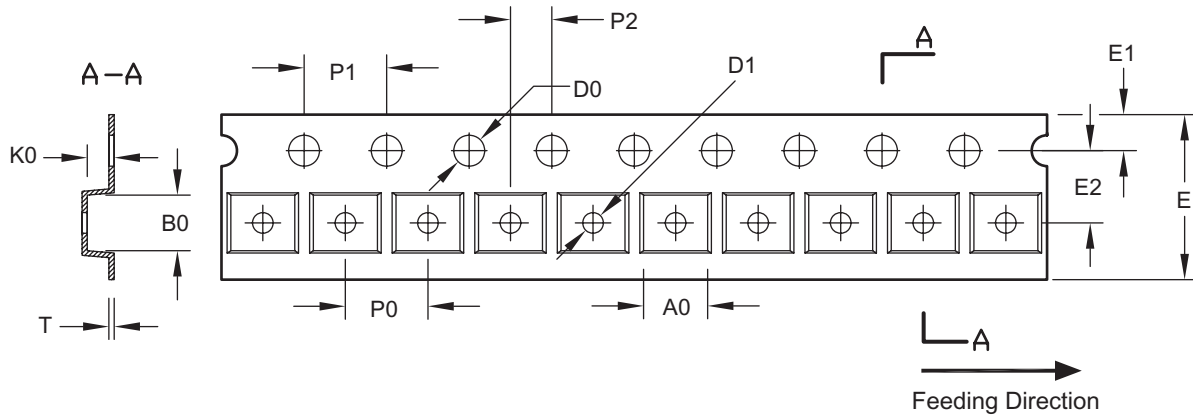 P2
A
E1
A-A
P1
D1
D0
K0
E2
B0
E
P0
A0
T
A
Feeding Direction